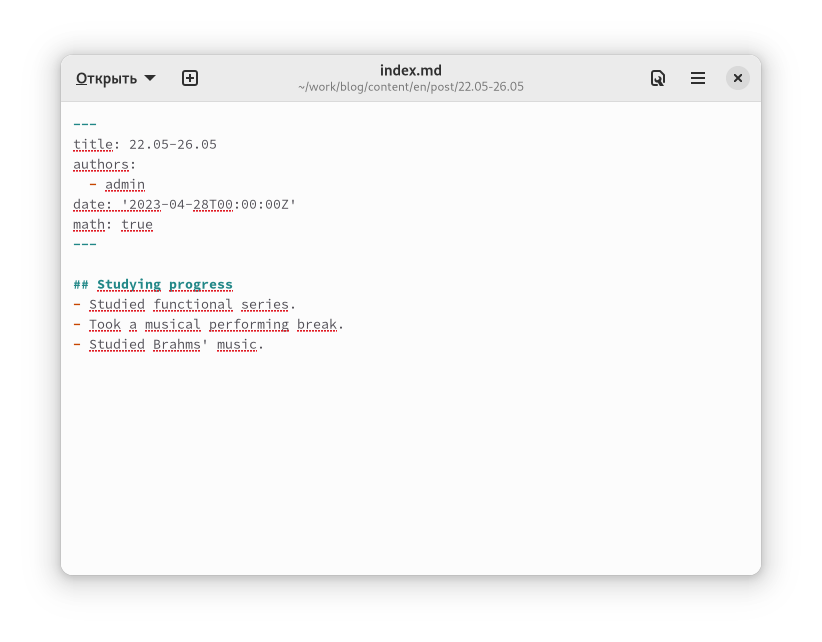 Открыть
index.md
~/work/blog/content/en/post/22.05-26.05
---
title: 22.05-26.05
authors:
  - admin
date: '2023-04-28T00:00:00Z'
math: true
---
## Studying progress
- Studied functional series.
- Took a musical performing break.
- Studied Brahms' music.